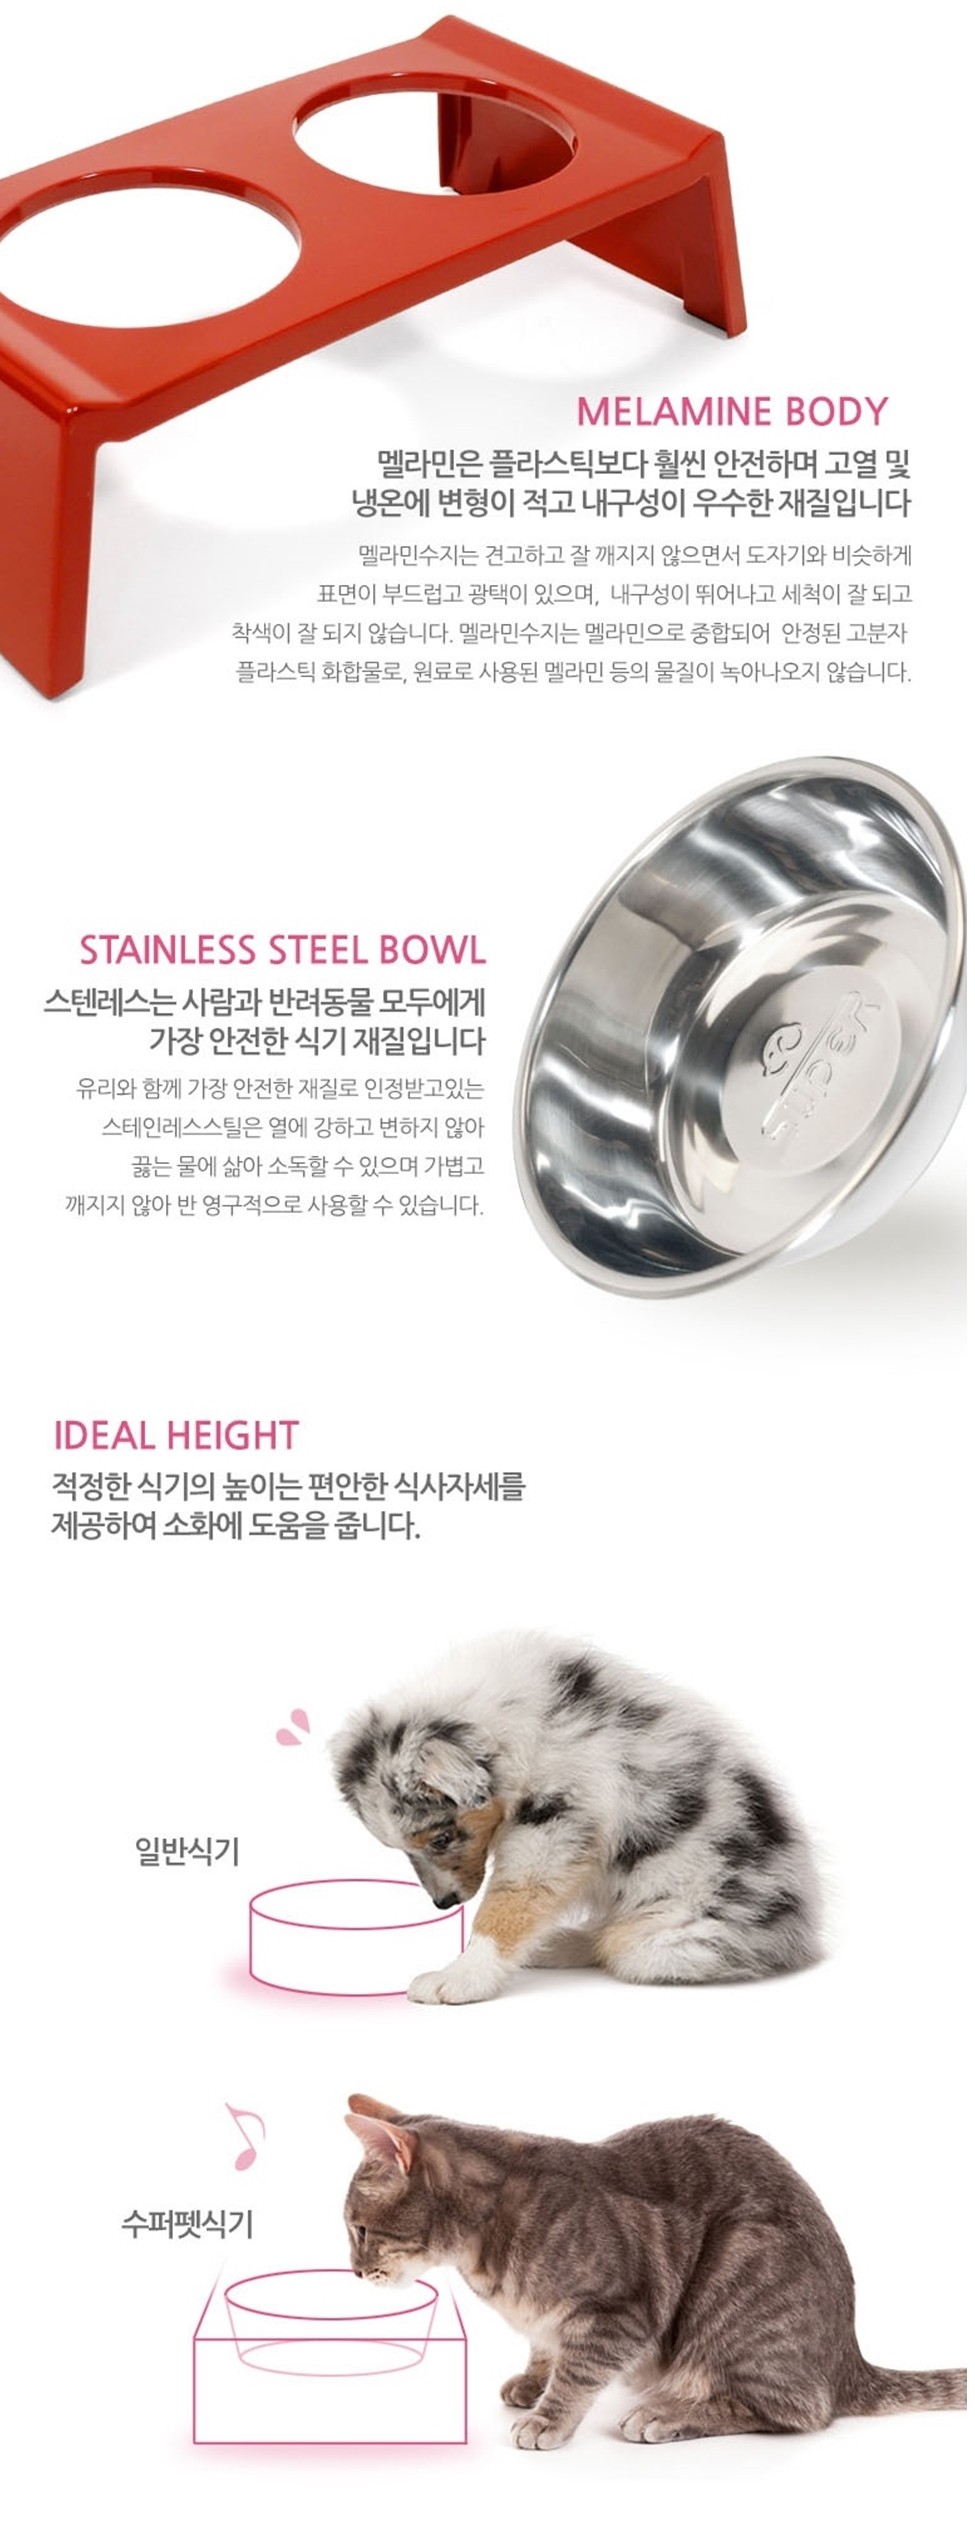 MELAMINE BODY
멜라민은 플라스틱보다 훨씬 안전하며 고열 및
냉온에 변형이 적고 내구성이 우수한 재질입니다
멜라민수지는 견고하고 잘 깨지지 않으면서 도자기와 비슷하게
표면이 부드럽고 광택이 있으며, 내구성이 뛰어나고 세척이 잘 되고
착색이 잘 되지 않습니다. 멜라민수지는 멜라민으로 중합되어 안정된 고분자
플라스틱 화합물로, 원료로 사용된 멜라민 등의 물질이 녹아나오지 않습니다.
STAINLESS STEEL BOWL
스텐레스는 사람과 반려동물 모두에게
가장 안전한 식기 재질입니다
유리와 함께 가장 안전한 재질로 인정받고있는
스테인레스스틸은 열에 강하고 변하지 않아
끓는 물에 삶아 소독할 수 있으며 가볍고
깨지지 않아 반 영구적으로 사용할 수 있습니다.
IDEAL HEIGHT
적정한 식기의 높이는 편안한 식사자세를
제공하여 소화에 도움을 줍니다.
일반식기
수퍼펫식기